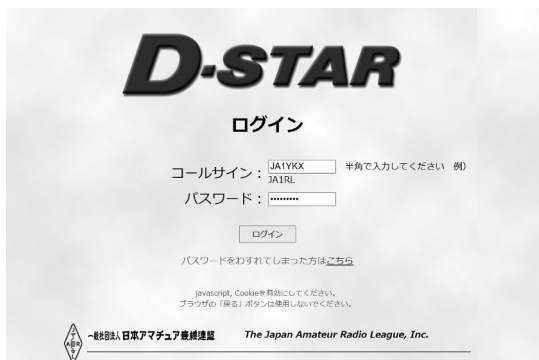 D-STAR
ログイン
コールサイン： JA1YKX 半角で入力してください 例）
JA1RL
パスワード： •••••••••
ログイン
パスワードをわすれてしまった方はこちら
javascript, Cookieを有効にしてください。
ブラウザの「戻る」ボタンは使用しないでください。
一般社団法人 日本アマチュア無線連盟 The Japan Amateur Radio League, Inc.